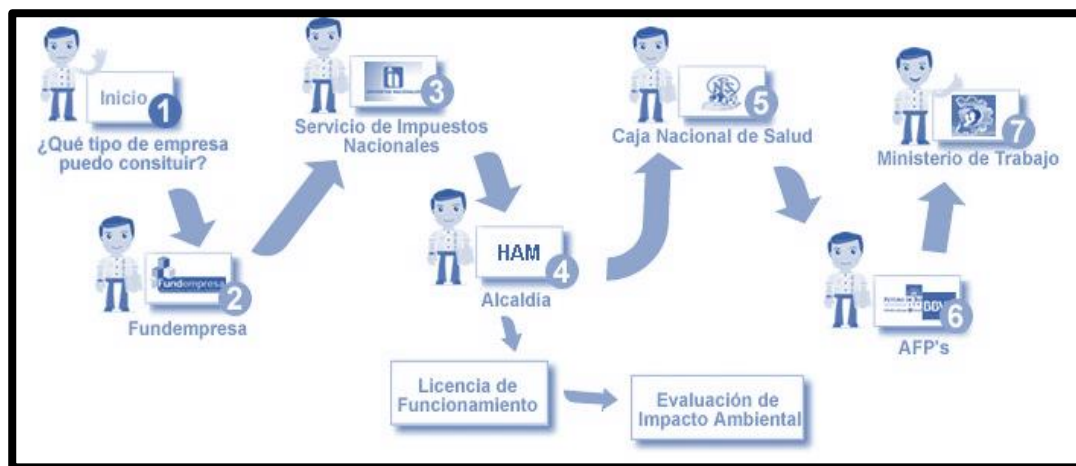 Inicio
1
¿Qué tipo de empresa
puedo consituir?
Fundempresa
2
Fundempresa
3
Servicio de Impuestos
Nacionales
HAM
4
Alcaldía
Licencia de
Funcionamiento
Evaluación de
Impacto Ambiental
5
Caja Nacional de Salud
6
AFP's
7
Ministerio de Trabajo